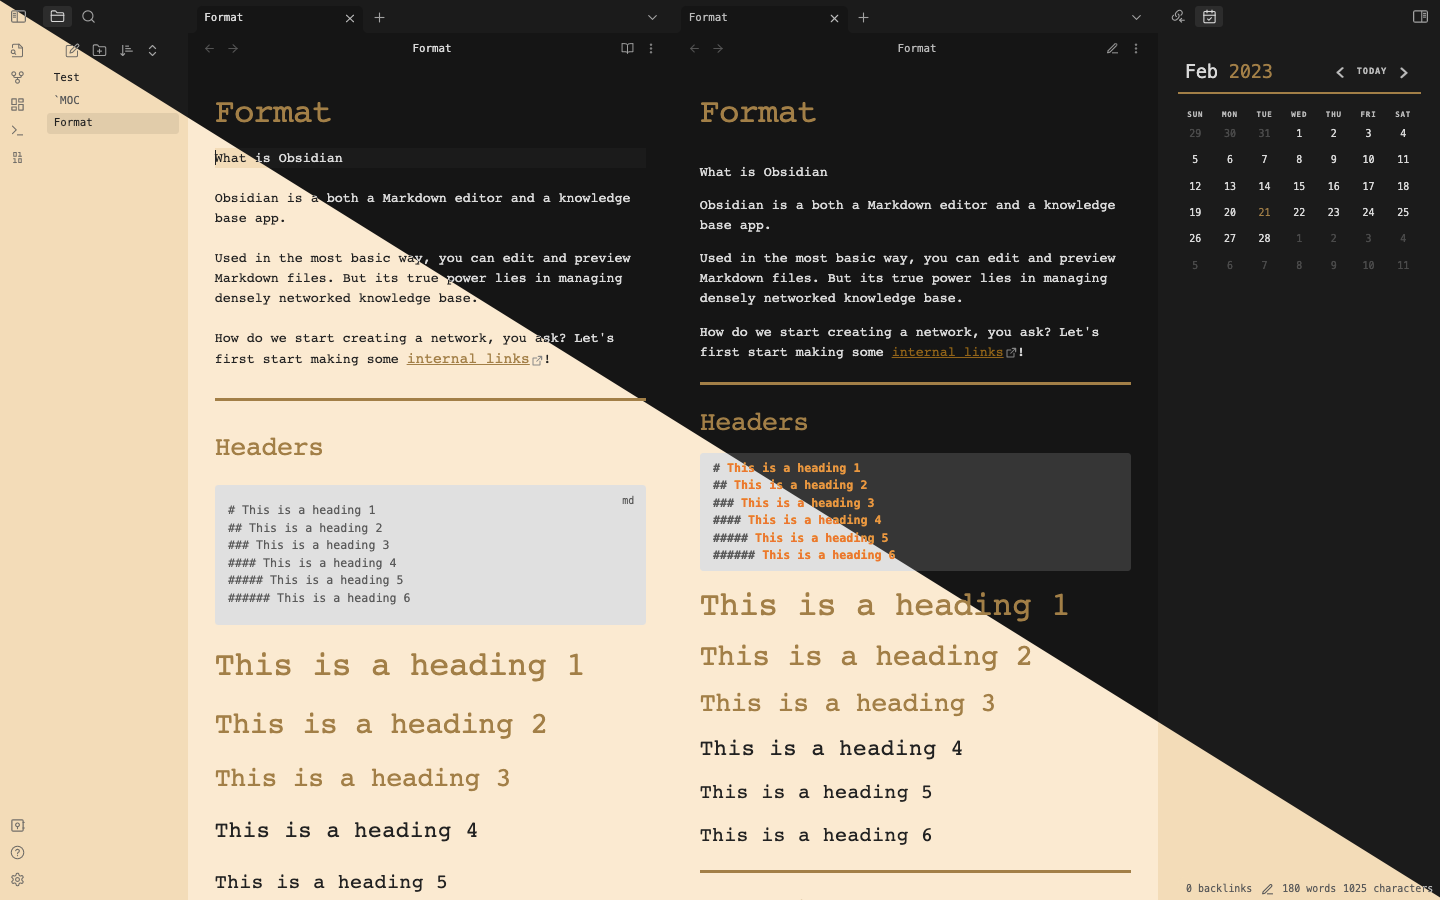 Format
Format
Format
Format
Test
`MOC
Format
Format
What is Obsidian
Obsidian is a both a Markdown editor and a knowledge
base app.
Used in the most basic way, you can edit and preview
Markdown files. But its true power lies in managing
densely networked knowledge base.
How do we start creating a network, you ask? Let's
first start making some internal links!
Headers
md
# This is a heading 1
## This is a heading 2
### This is a heading 3
#### This is a heading 4
##### This is a heading 5
###### This is a heading 6
This is a heading 1
This is a heading 2
This is a heading 3
This is a heading 4
This is a heading 5
Format
What is Obsidian
Obsidian is a both a Markdown editor and a knowledge
base app.
Used in the most basic way, you can edit and preview
Markdown files. But its true power lies in managing
densely networked knowledge base.
How do we start creating a network, you ask? Let's
first start making some internal links!
Headers
# This is a heading 1
## This is a heading 2
### This is a heading 3
#### This is a heading 4
##### This is a heading 5
###### This is a heading 6
This is a heading 1
This is a heading 2
This is a heading 3
This is a heading 4
This is a heading 5
This is a heading 6
Feb 2023 TODAY
SUN MON TUE WED THU FRI SAT
29 30 31 1 2 3 4
5 6 7 8 9 10 11
12 13 14 15 16 17 18
19 20 21 22 23 24 25
26 27 28 1 2 3 4
5 6 7 8 9 10 11
0 backlinks 180 words 1025 characters